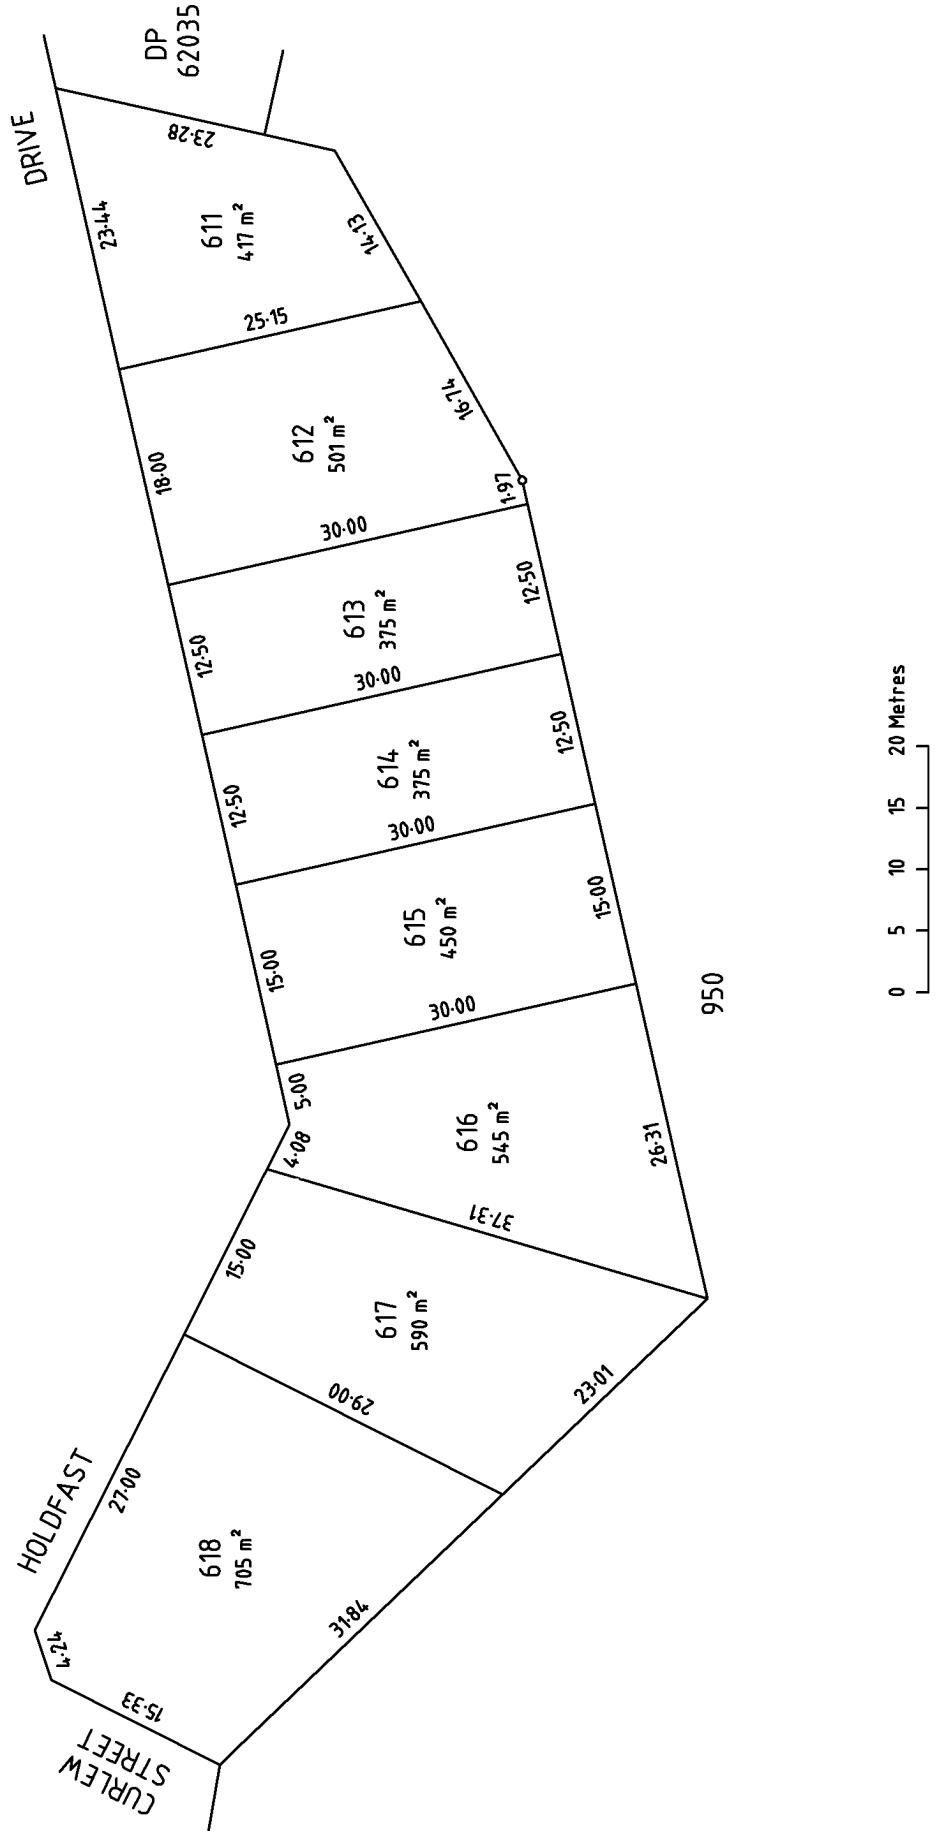 DP
62035
DRIVE
23·28
23·44
611
417 m²
14·13
25·15
18·00
612
501 m²
16·74
1·97
30·00
12·50
613
375 m²
12·50
30·00
12·50
614
375 m²
12·50
30·00
15·00
615
450 m²
15·00
30·00
950
5·00
4·08
616
545 m²
26·31
37·31
15·00
617
590 m²
23·01
29·00
HOLDFAST
27·00
618
705 m²
31·84
4·24
15·33
CURLEW
STREET
0 5 10 15 20 Metres